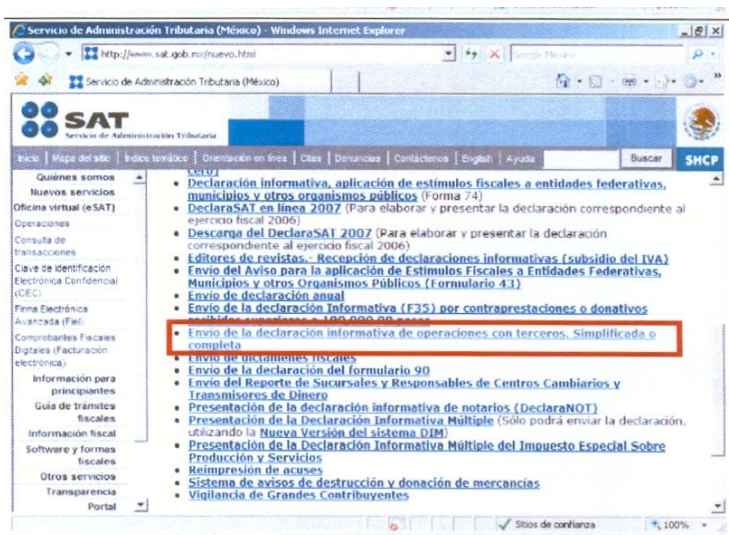 Servicio de Administración Tributaria (México) - Windows Internet Explorer
http://www.sat.gob.mx/nuevo.html
Servicio de Administración Tributaria (México)
SAT
Servicio de Administración Tributaria
Inicio | Mapa del sitio | Indice temático | Orientación en línea | Citas | Denuncias | Contáctenos | English | Ayuda
Buscar
SHCP
Quiénes somos
Nuevos servicios
Oficina virtual (eSAT)
Operaciones
Consulta de
transacciones
Clave de Identificación
Electrónica Confidencial
(CEC)
Firma Electrónica
Avanzada (Fiel)
Comprobantes Fiscales
Digitales (Facturación
electrónica)
Información para
principiantes
Guía de trámites
fiscales
Información fiscal
Software y formas
fiscales
Otros servicios
Transparencia
Portal
cero)
• Declaración informativa, aplicación de estímulos fiscales a entidades federativas,
municipios y otros organismos públicos (Forma 74)
• DeclaraSAT en línea 2007 (Para elaborar y presentar la declaración correspondiente al
ejercicio fiscal 2006)
• Descarga del DeclaraSAT 2007 (Para elaborar y presentar la declaración
correspondiente al ejercicio fiscal 2006)
• Editores de revistas.- Recepción de declaraciones informativas (subsidio del IVA)
• Envío del Aviso para la aplicación de Estímulos Fiscales a Entidades Federativas,
Municipios y otros Organismos Públicos (Formulario 43)
• Envío de declaración anual
• Envío de la declaración Informativa (F35) por contraprestaciones o donativos
recibidos superiores a 100,000.00 pesos
• Envío de la declaración informativa de operaciones con terceros. Simplificada o
completa
• Envío de dictámenes fiscales
• Envío de la declaración del formulario 90
• Envío del Reporte de Sucursales y Responsables de Centros Cambiarios y
Transmisores de Dinero
• Presentación de la declaración informativa de notarios (DeclaraNOT)
• Presentación de la Declaración Informativa Múltiple (Sólo podrá enviar la declaración,
utilizando la Nueva Versión del sistema DIM)
• Presentación de la Declaración Informativa Múltiple del Impuesto Especial Sobre
Producción y Servicios
• Reimpresión de acuses
• Sistema de avisos de destrucción y donación de mercancías
• Vigilancia de Grandes Contribuyentes
Sitios de confianza
100%